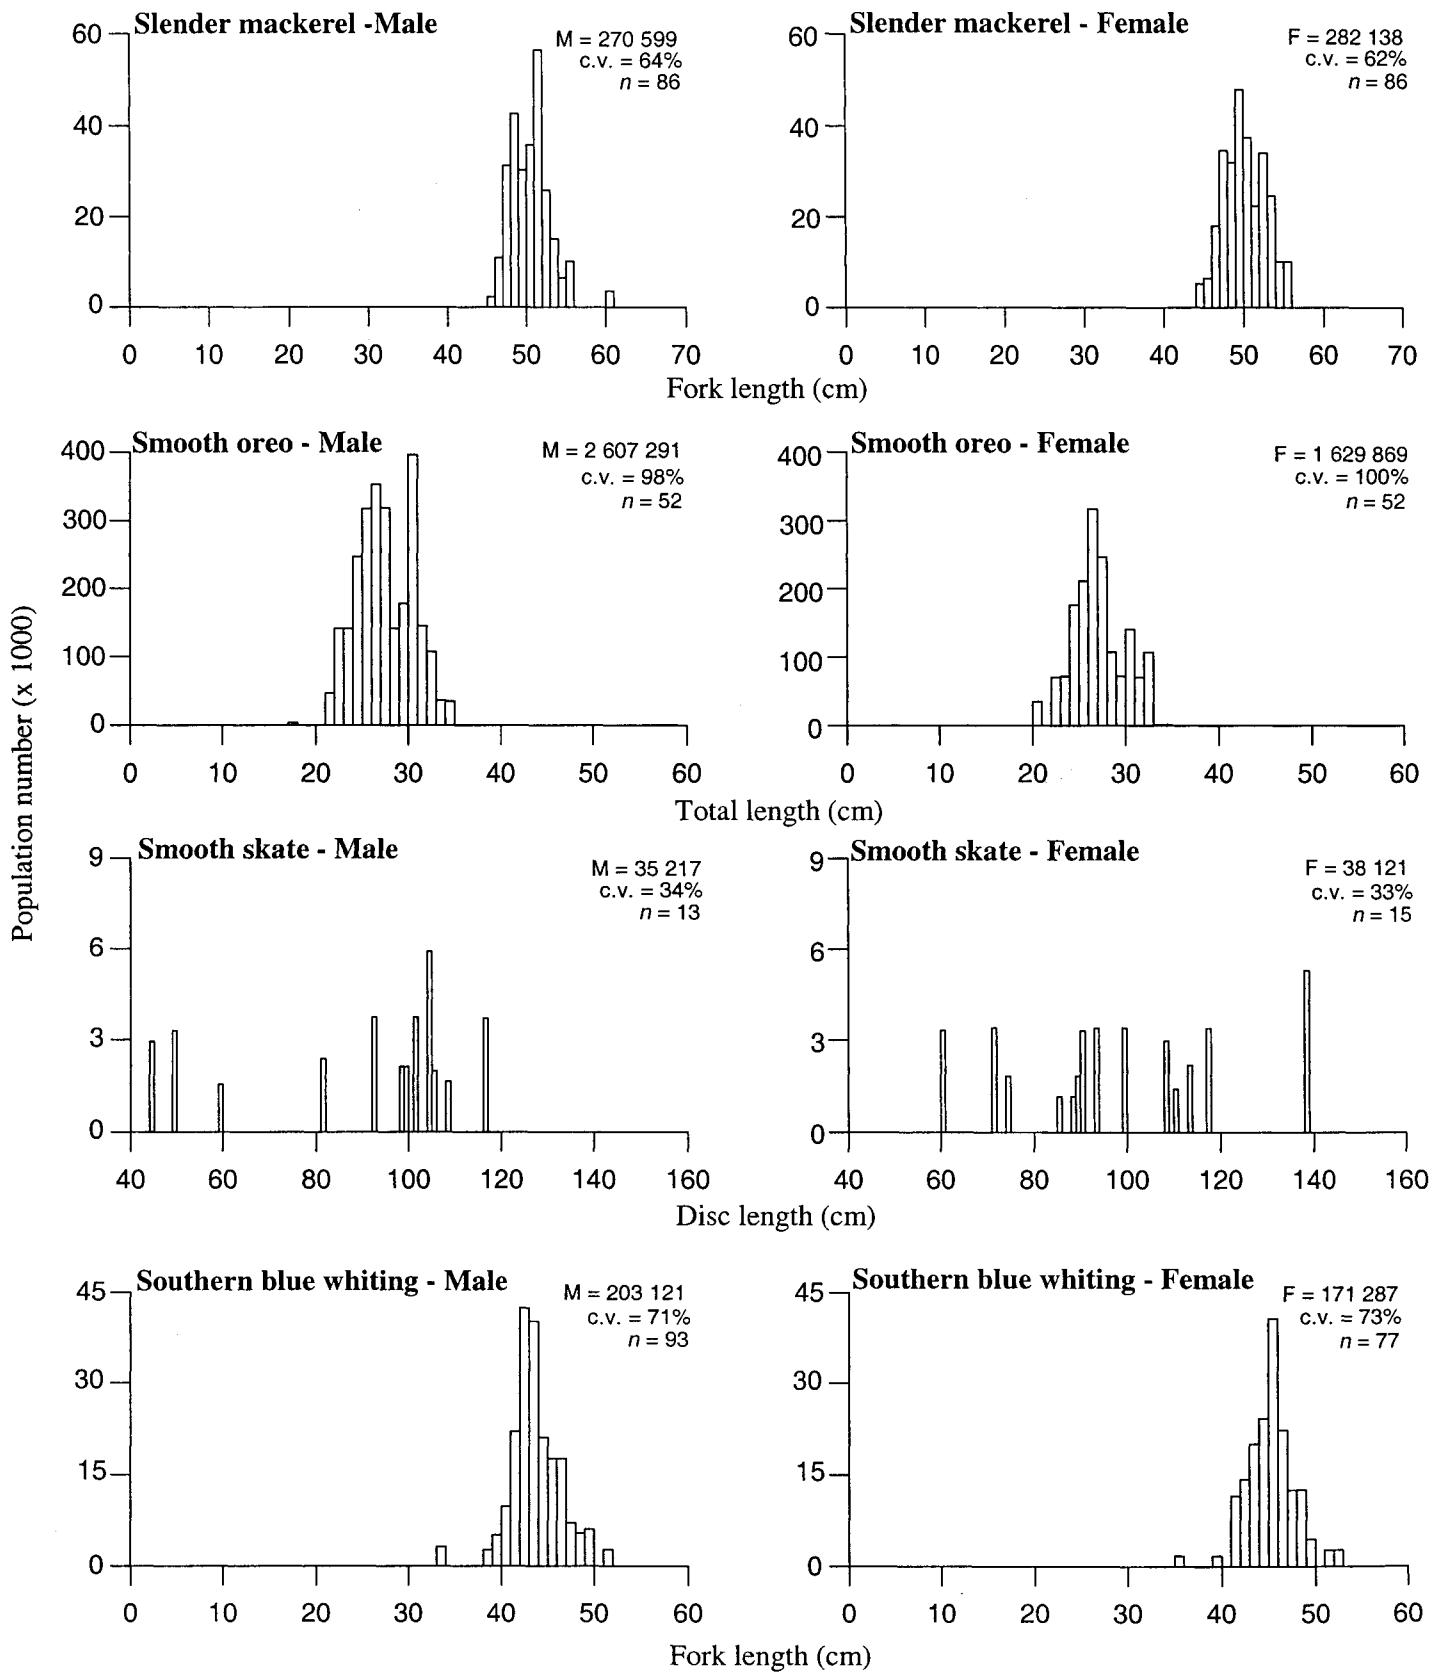 Slender mackerel -Male
M = 270 599
c.v. = 64%
n = 86
60
40
20
0
0 10 20 30 40 50 60 70
Slender mackerel - Female
F = 282 138
c.v. = 62%
n = 86
60
40
20
0
0 10 20 30 40 50 60 70
Fork length (cm)
Smooth oreo - Male
M = 2 607 291
c.v. = 98%
n = 52
400
300
200
100
0
0 10 20 30 40 50 60
Smooth oreo - Female
F = 1 629 869
c.v. = 100%
n = 52
400
300
200
100
0
0 10 20 30 40 50 60
Total length (cm)
Population number (x 1000)
Smooth skate - Male
M = 35 217
c.v. = 34%
n = 13
9
6
3
0
40 60 80 100 120 140 160
Smooth skate - Female
F = 38 121
c.v. = 33%
n = 15
9
6
3
0
40 60 80 100 120 140 160
Disc length (cm)
Southern blue whiting - Male
M = 203 121
c.v. = 71%
n = 93
45
30
15
0
0 10 20 30 40 50 60
Southern blue whiting - Female
F = 171 287
c.v. = 73%
n = 77
45
30
15
0
0 10 20 30 40 50 60
Fork length (cm)